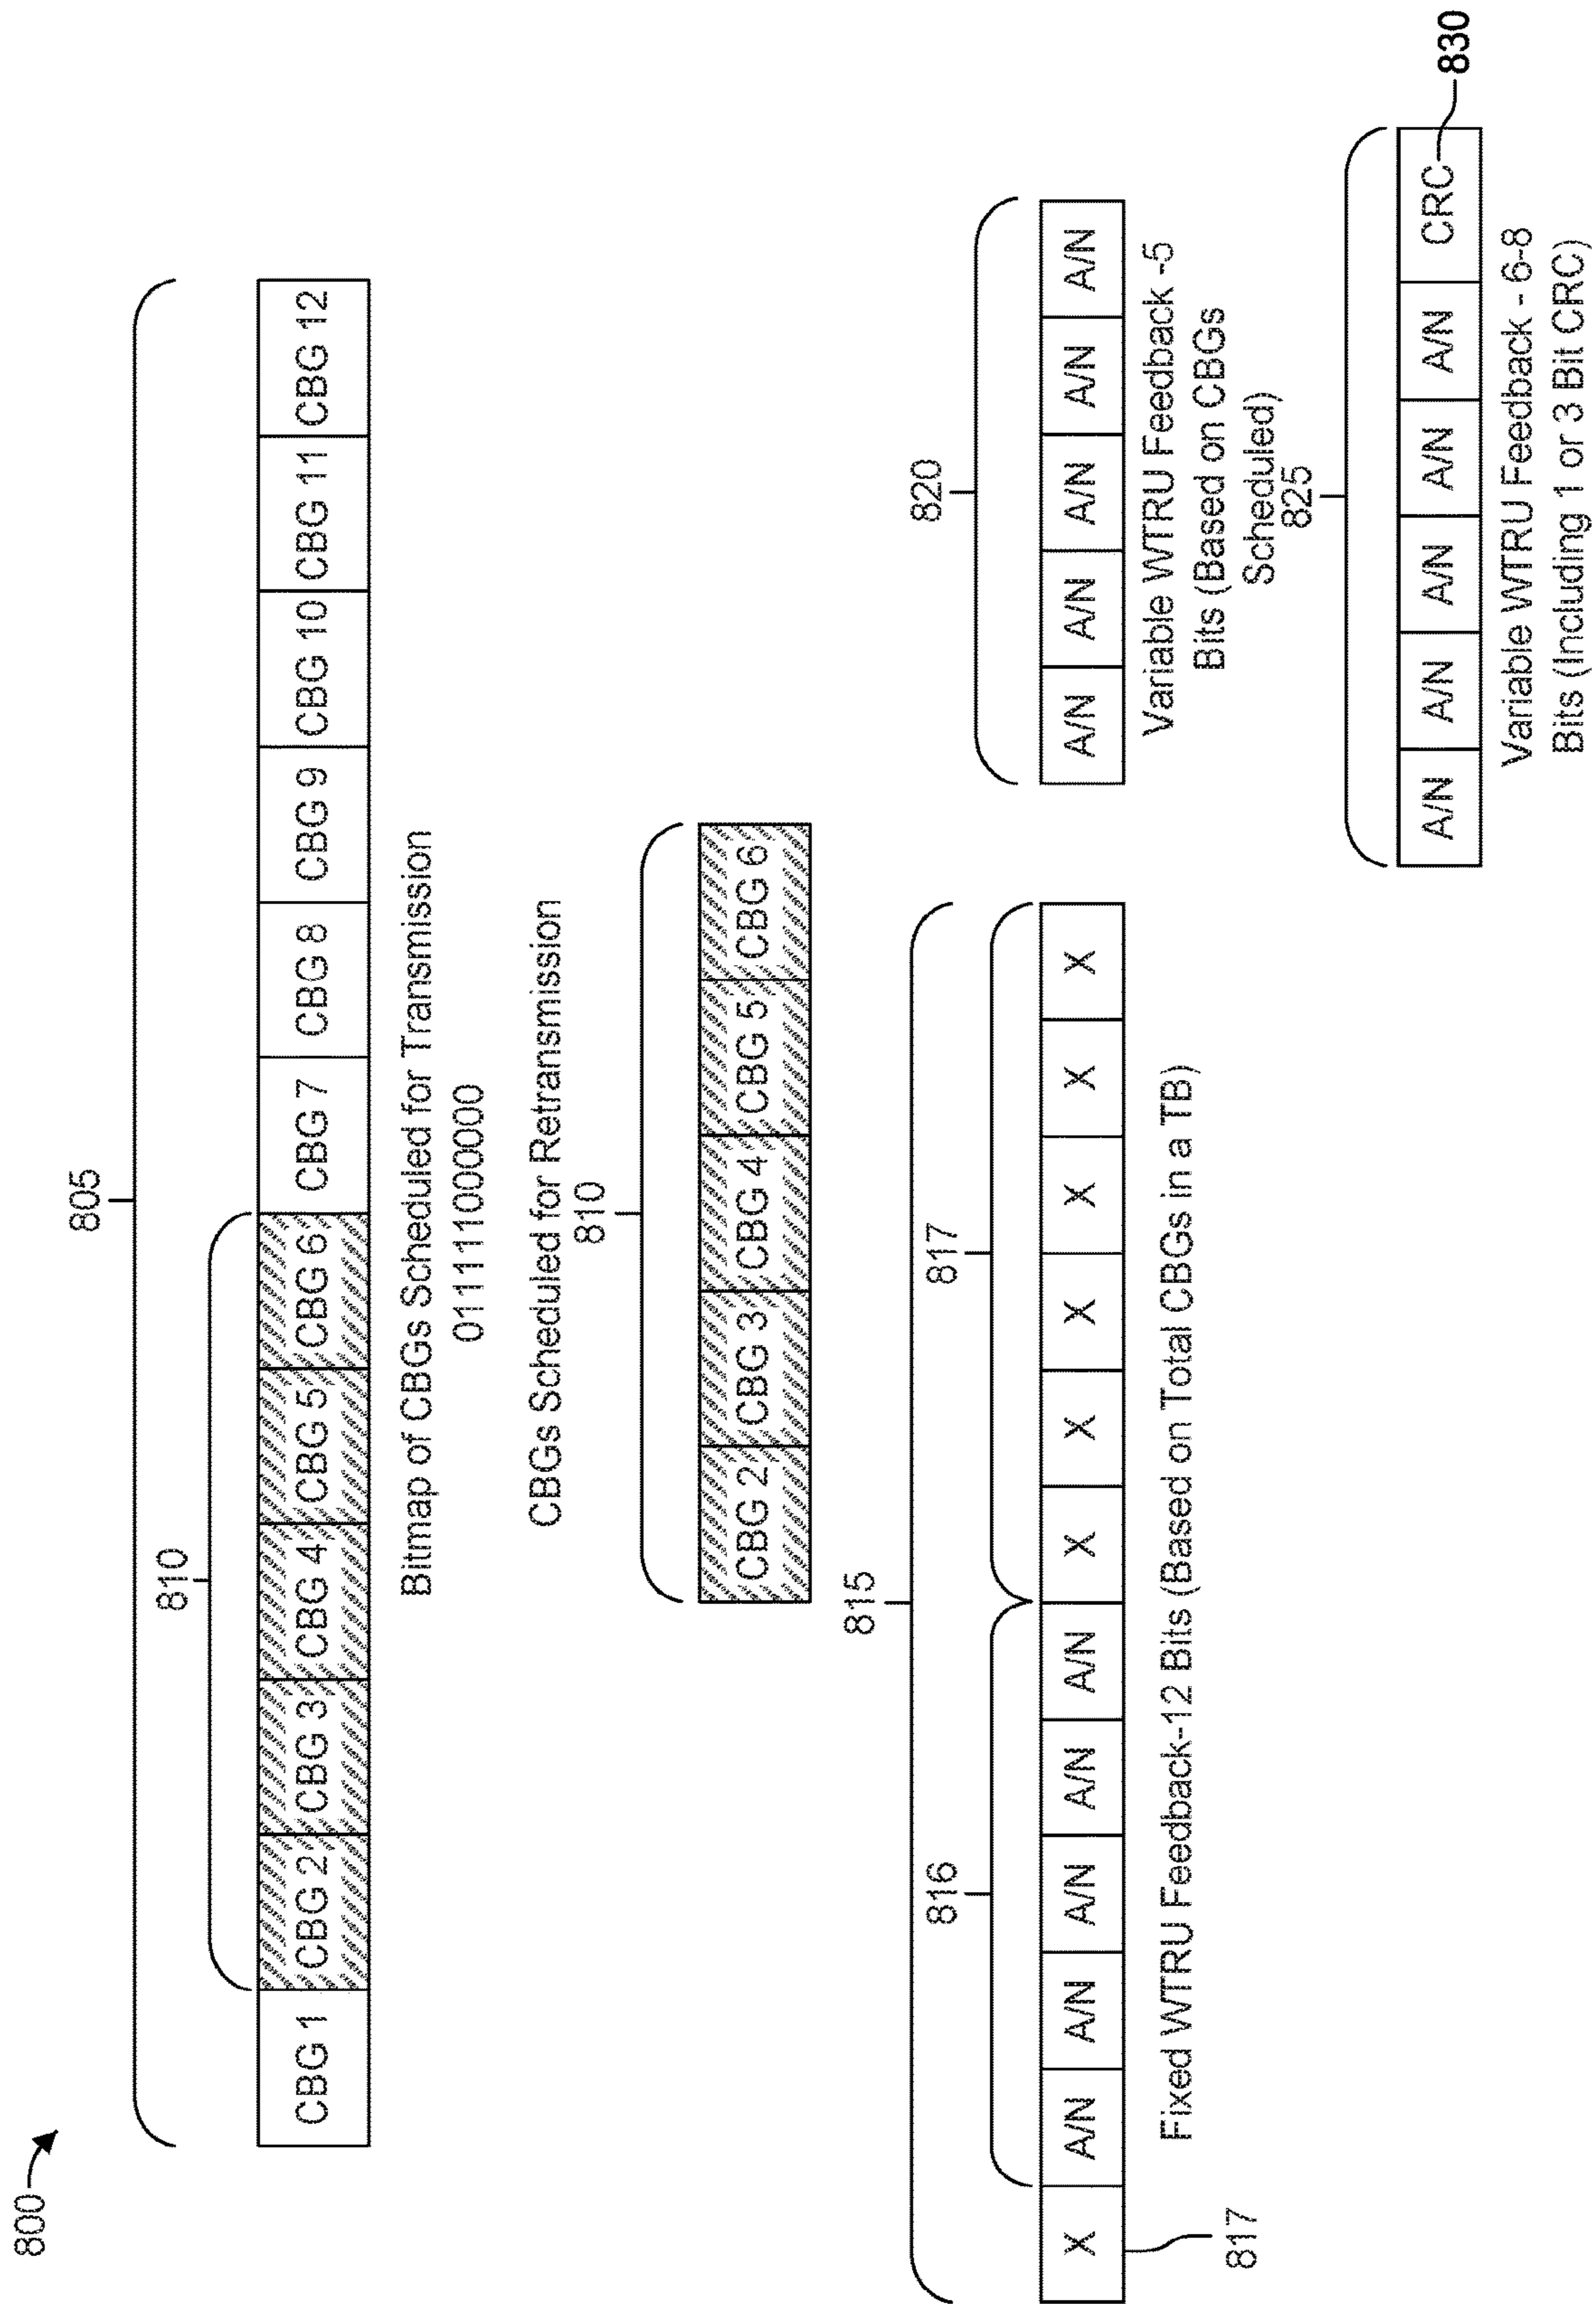 800
805
810
CBG 1 CBG 2 CBG 3 CBG 4 CBG 5 CBG 6 CBG 7 CBG 8 CBG 9 CBG 10 CBG 11 CBG 12
Bitmap of CBGs Scheduled for Transmission
011111000000
CBGs Scheduled for Retransmission
810
CBG 2 CBG 3 CBG 4 CBG 5 CBG 6
815
816 817
X A/N A/N A/N A/N A/N X X X X X X
817
Fixed WTRU Feedback-12 Bits (Based on Total CBGs in a TB)
820
A/N A/N A/N A/N A/N
Variable WTRU Feedback -5
Bits (Based on CBGs
Scheduled)
825
A/N A/N A/N A/N A/N CRC
830
Variable WTRU Feedback - 6-8
Bits (Including 1 or 3 Bit CRC)